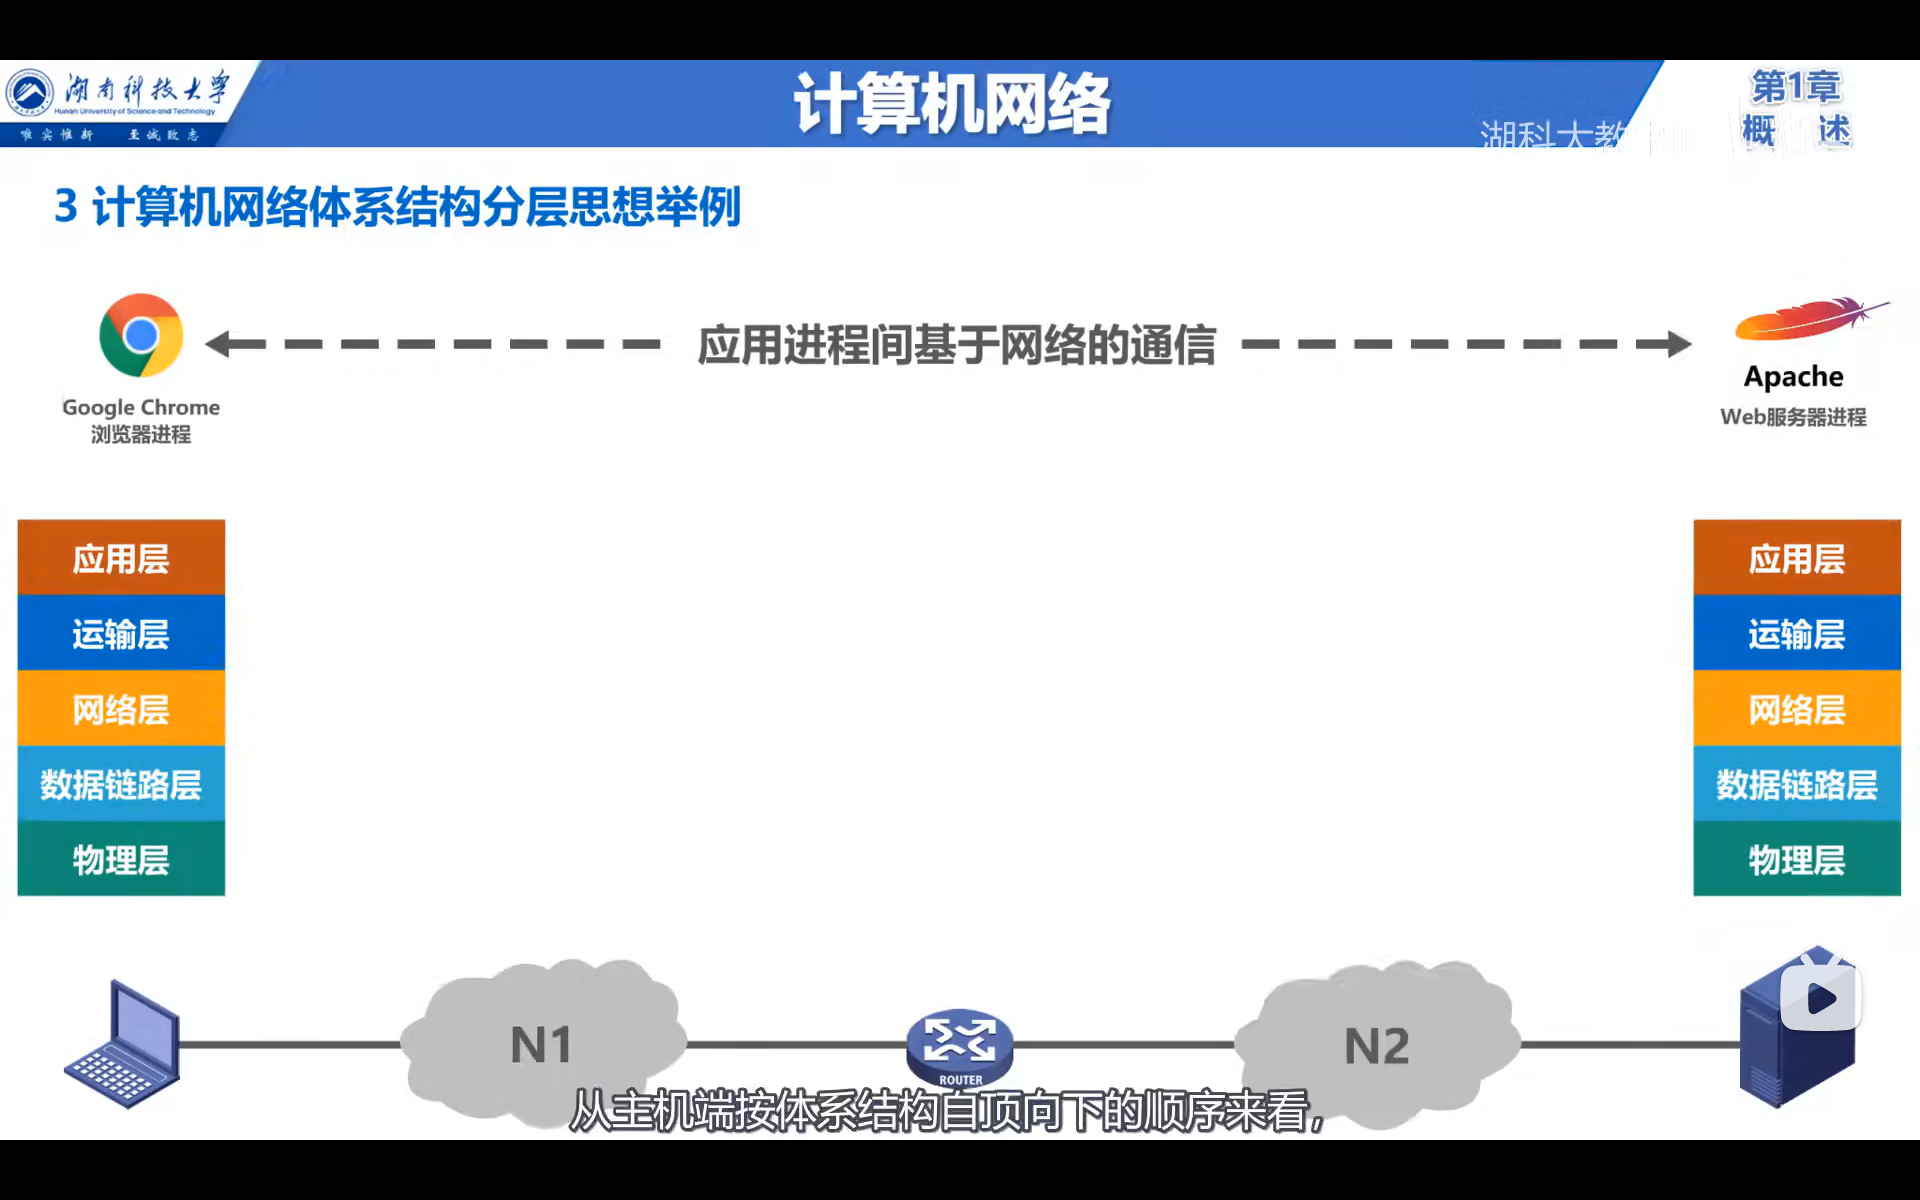 湖南科技大学
Hunan University of Science and Technology
唯实惟新 至诚致志
计算机网络
第1章
概 述
湖科大教
3 计算机网络体系结构分层思想举例
应用进程间基于网络的通信
Google Chrome
浏览器进程
Apache
Web服务器进程
应用层
运输层
网络层
数据链路层
物理层
应用层
运输层
网络层
数据链路层
物理层
N1
ROUTER
N2
从主机端按体系结构自顶向下的顺序来看,